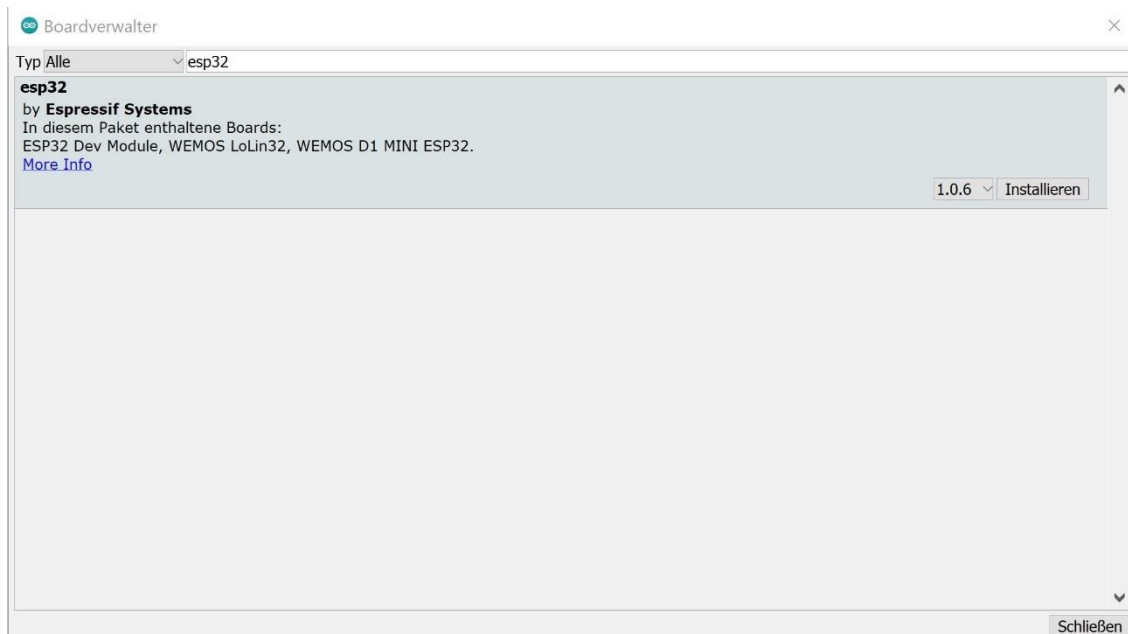 Boardverwalter
Typ Alle esp32
esp32
by Espressif Systems
In diesem Paket enthaltene Boards:
ESP32 Dev Module, WEMOS LoLin32, WEMOS D1 MINI ESP32.
More Info
1.0.6 Installieren
Schließen